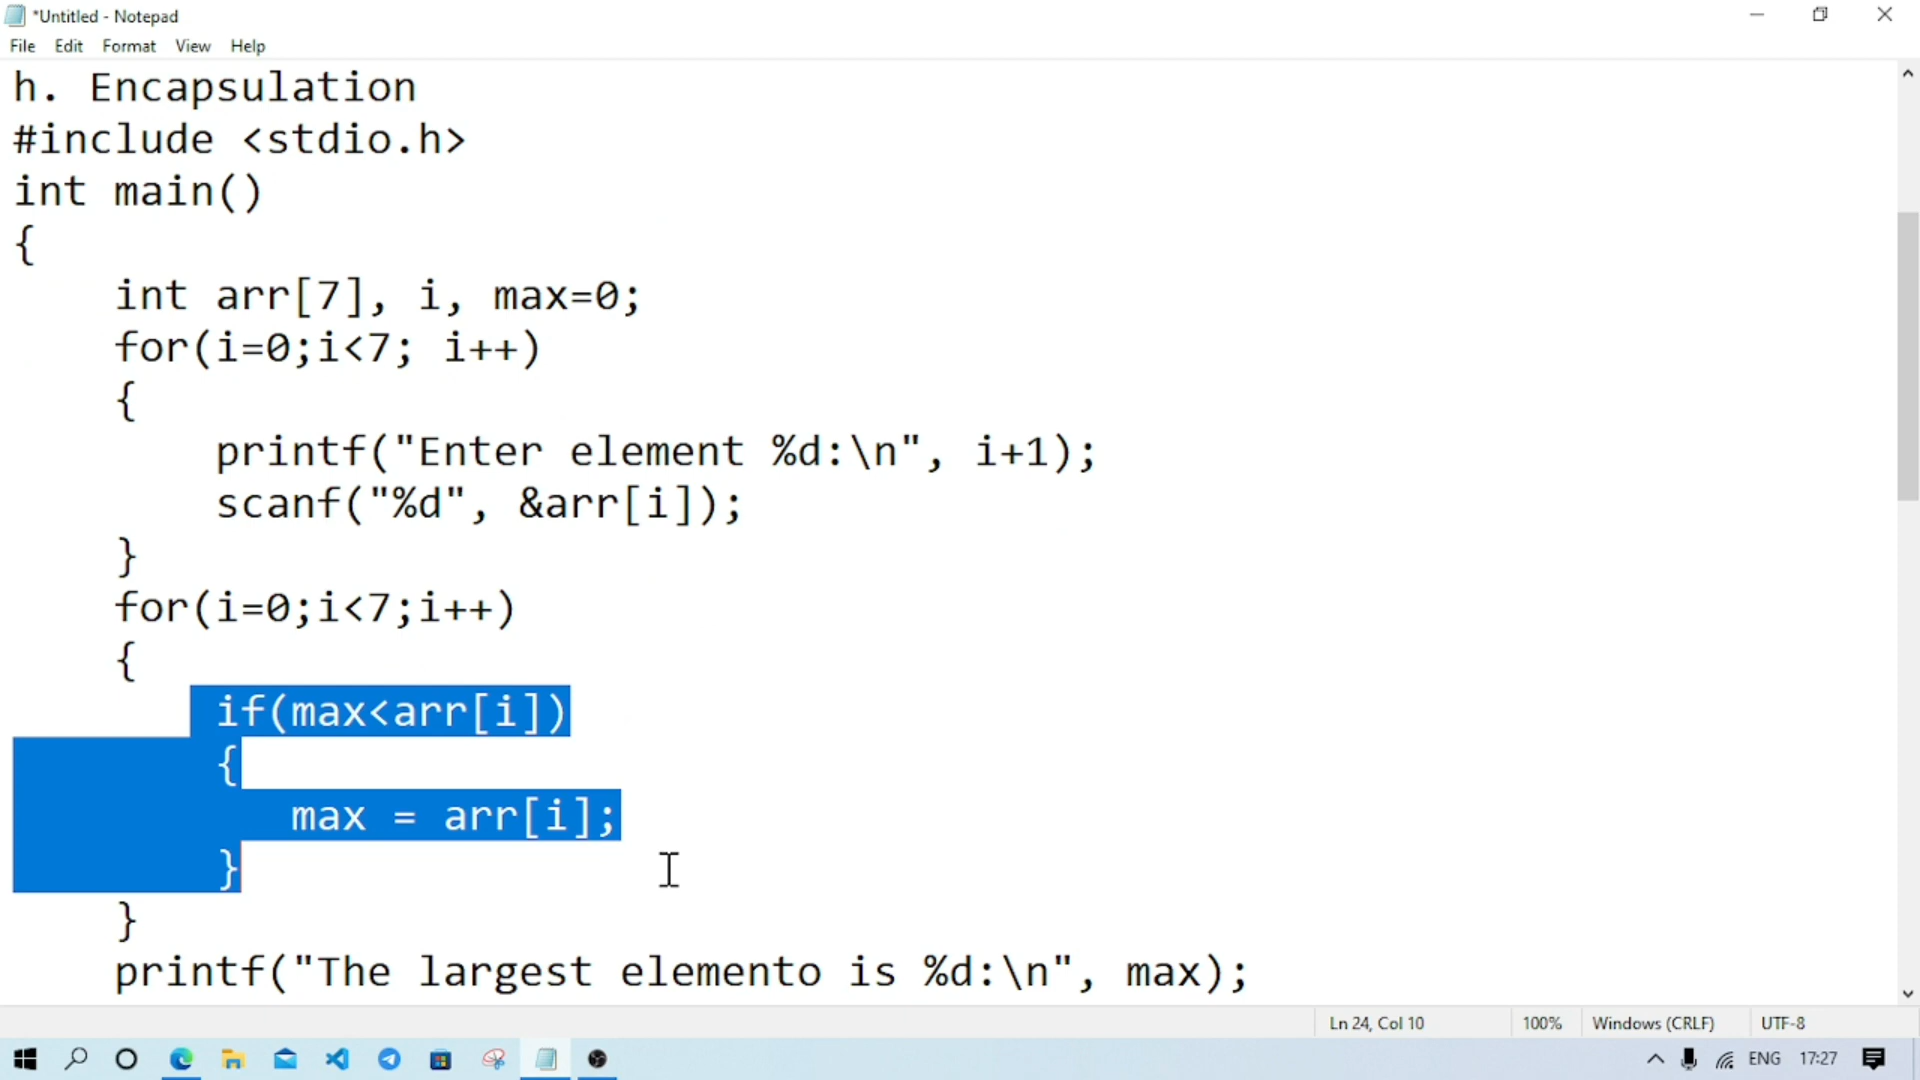 *Untitled - Notepad
File Edit Format View Help
h. Encapsulation
#include <stdio.h>
int main()
{
    int arr[7], i, max=0;
    for(i=0;i<7; i++)
    {
        printf("Enter element %d:\n", i+1);
        scanf("%d", &arr[i]);
    }
    for(i=0;i<7;i++)
    {
        if(max<arr[i])
        {
           max = arr[i];
        }
    }
    printf("The largest elemento is %d:\n", max);
Ln 24, Col 10 100% Windows (CRLF) UTF-8
ENG 17:27